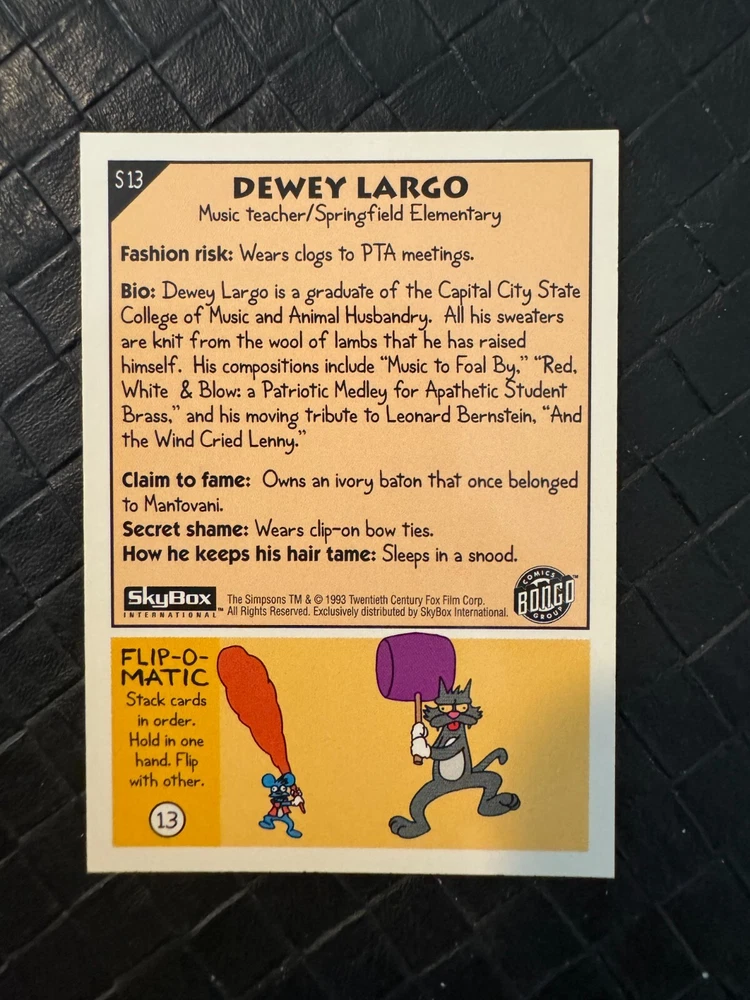 S 13
DEWEY LARGO
Music teacher/Springfield Elementary
Fashion risk: Wears clogs to PTA meetings.
Bio: Dewey Largo is a graduate of the Capital City State
College of Music and Animal Husbandry. All his sweaters
are knit from the wool of lambs that he has raised
himself. His compositions include "Music to Foal By," "Red,
White & Blow: a Patriotic Medley for Apathetic Student
Brass," and his moving tribute to Leonard Bernstein, "And
the Wind Cried Lenny."
Claim to fame: Owns an ivory baton that once belonged
to Mantovani.
Secret shame: Wears clip-on bow ties.
How he keeps his hair tame: Sleeps in a snood.
SkyBox
INTERNATIONAL™
The Simpsons TM & © 1993 Twentieth Century Fox Film Corp.
All Rights Reserved. Exclusively distributed by SkyBox International.
COMICS
BONGO™
GROUP
FLIP-O-
MATIC
Stack cards
in order.
Hold in one
hand. Flip
with other.
13